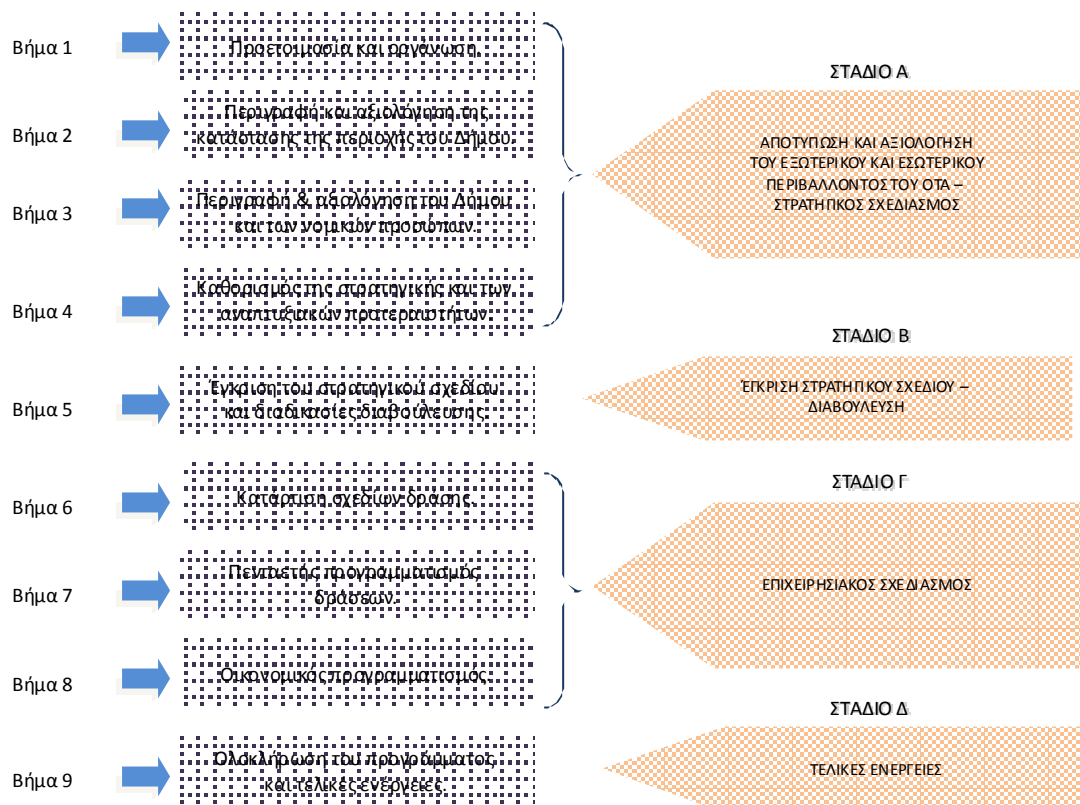 Βήμα 1
Προετοιμασία και οργάνωση.
Βήμα 2
Περιγραφή και αξιολόγηση της
κατάστασης της περιοχής του Δήμου.
Βήμα 3
Περιγραφή & αξιολόγηση του Δήμου
και των νομικών προσώπων.
Βήμα 4
Καθορισμός της στρατηγικής και των
αναπτυξιακών προτεραιοτήτων.
Βήμα 5
Έγκριση του στρατηγικού σχεδίου
και διαδικασίες διαβούλευσης.
Βήμα 6
Κατάρτιση σχεδίων δράσης.
Βήμα 7
Πενταετής προγραμματισμός
δράσεων.
Βήμα 8
Οικονομικός προγραμματισμός.
Βήμα 9
Ολοκλήρωση του προγράμματος
και τελικές ενέργειες.
ΣΤΑΔΙΟ Α
ΑΠΟΤΥΠΩΣΗ ΚΑΙ ΑΞΙΟΛΟΓΗΣΗ
ΤΟΥ ΕΞΩΤΕΡΙΚΟΥ ΚΑΙ ΕΣΩΤΕΡΙΚΟΥ
ΠΕΡΙΒΑΛΛΟΝΤΟΣ ΤΟΥ ΟΤΑ –
ΣΤΡΑΤΗΓΙΚΟΣ ΣΧΕΔΙΑΣΜΟΣ
ΣΤΑΔΙΟ Β
ΈΓΚΡΙΣΗ ΣΤΡΑΤΗΓΙΚΟΥ ΣΧΕΔΙΟΥ –
ΔΙΑΒΟΥΛΕΥΣΗ
ΣΤΑΔΙΟ Γ
ΕΠΙΧΕΙΡΗΣΙΑΚΟΣ ΣΧΕΔΙΑΣΜΟΣ
ΣΤΑΔΙΟ Δ
ΤΕΛΙΚΕΣ ΕΝΕΡΓΕΙΕΣ